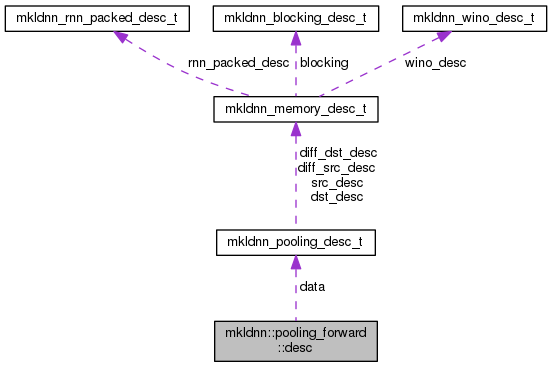 mkldnn_rnn_packed_desc_t
mkldnn_blocking_desc_t
mkldnn_wino_desc_t
rnn_packed_desc
blocking
wino_desc
mkldnn_memory_desc_t
diff_dst_desc
diff_src_desc
src_desc
dst_desc
mkldnn_pooling_desc_t
data
mkldnn::pooling_forward
::desc